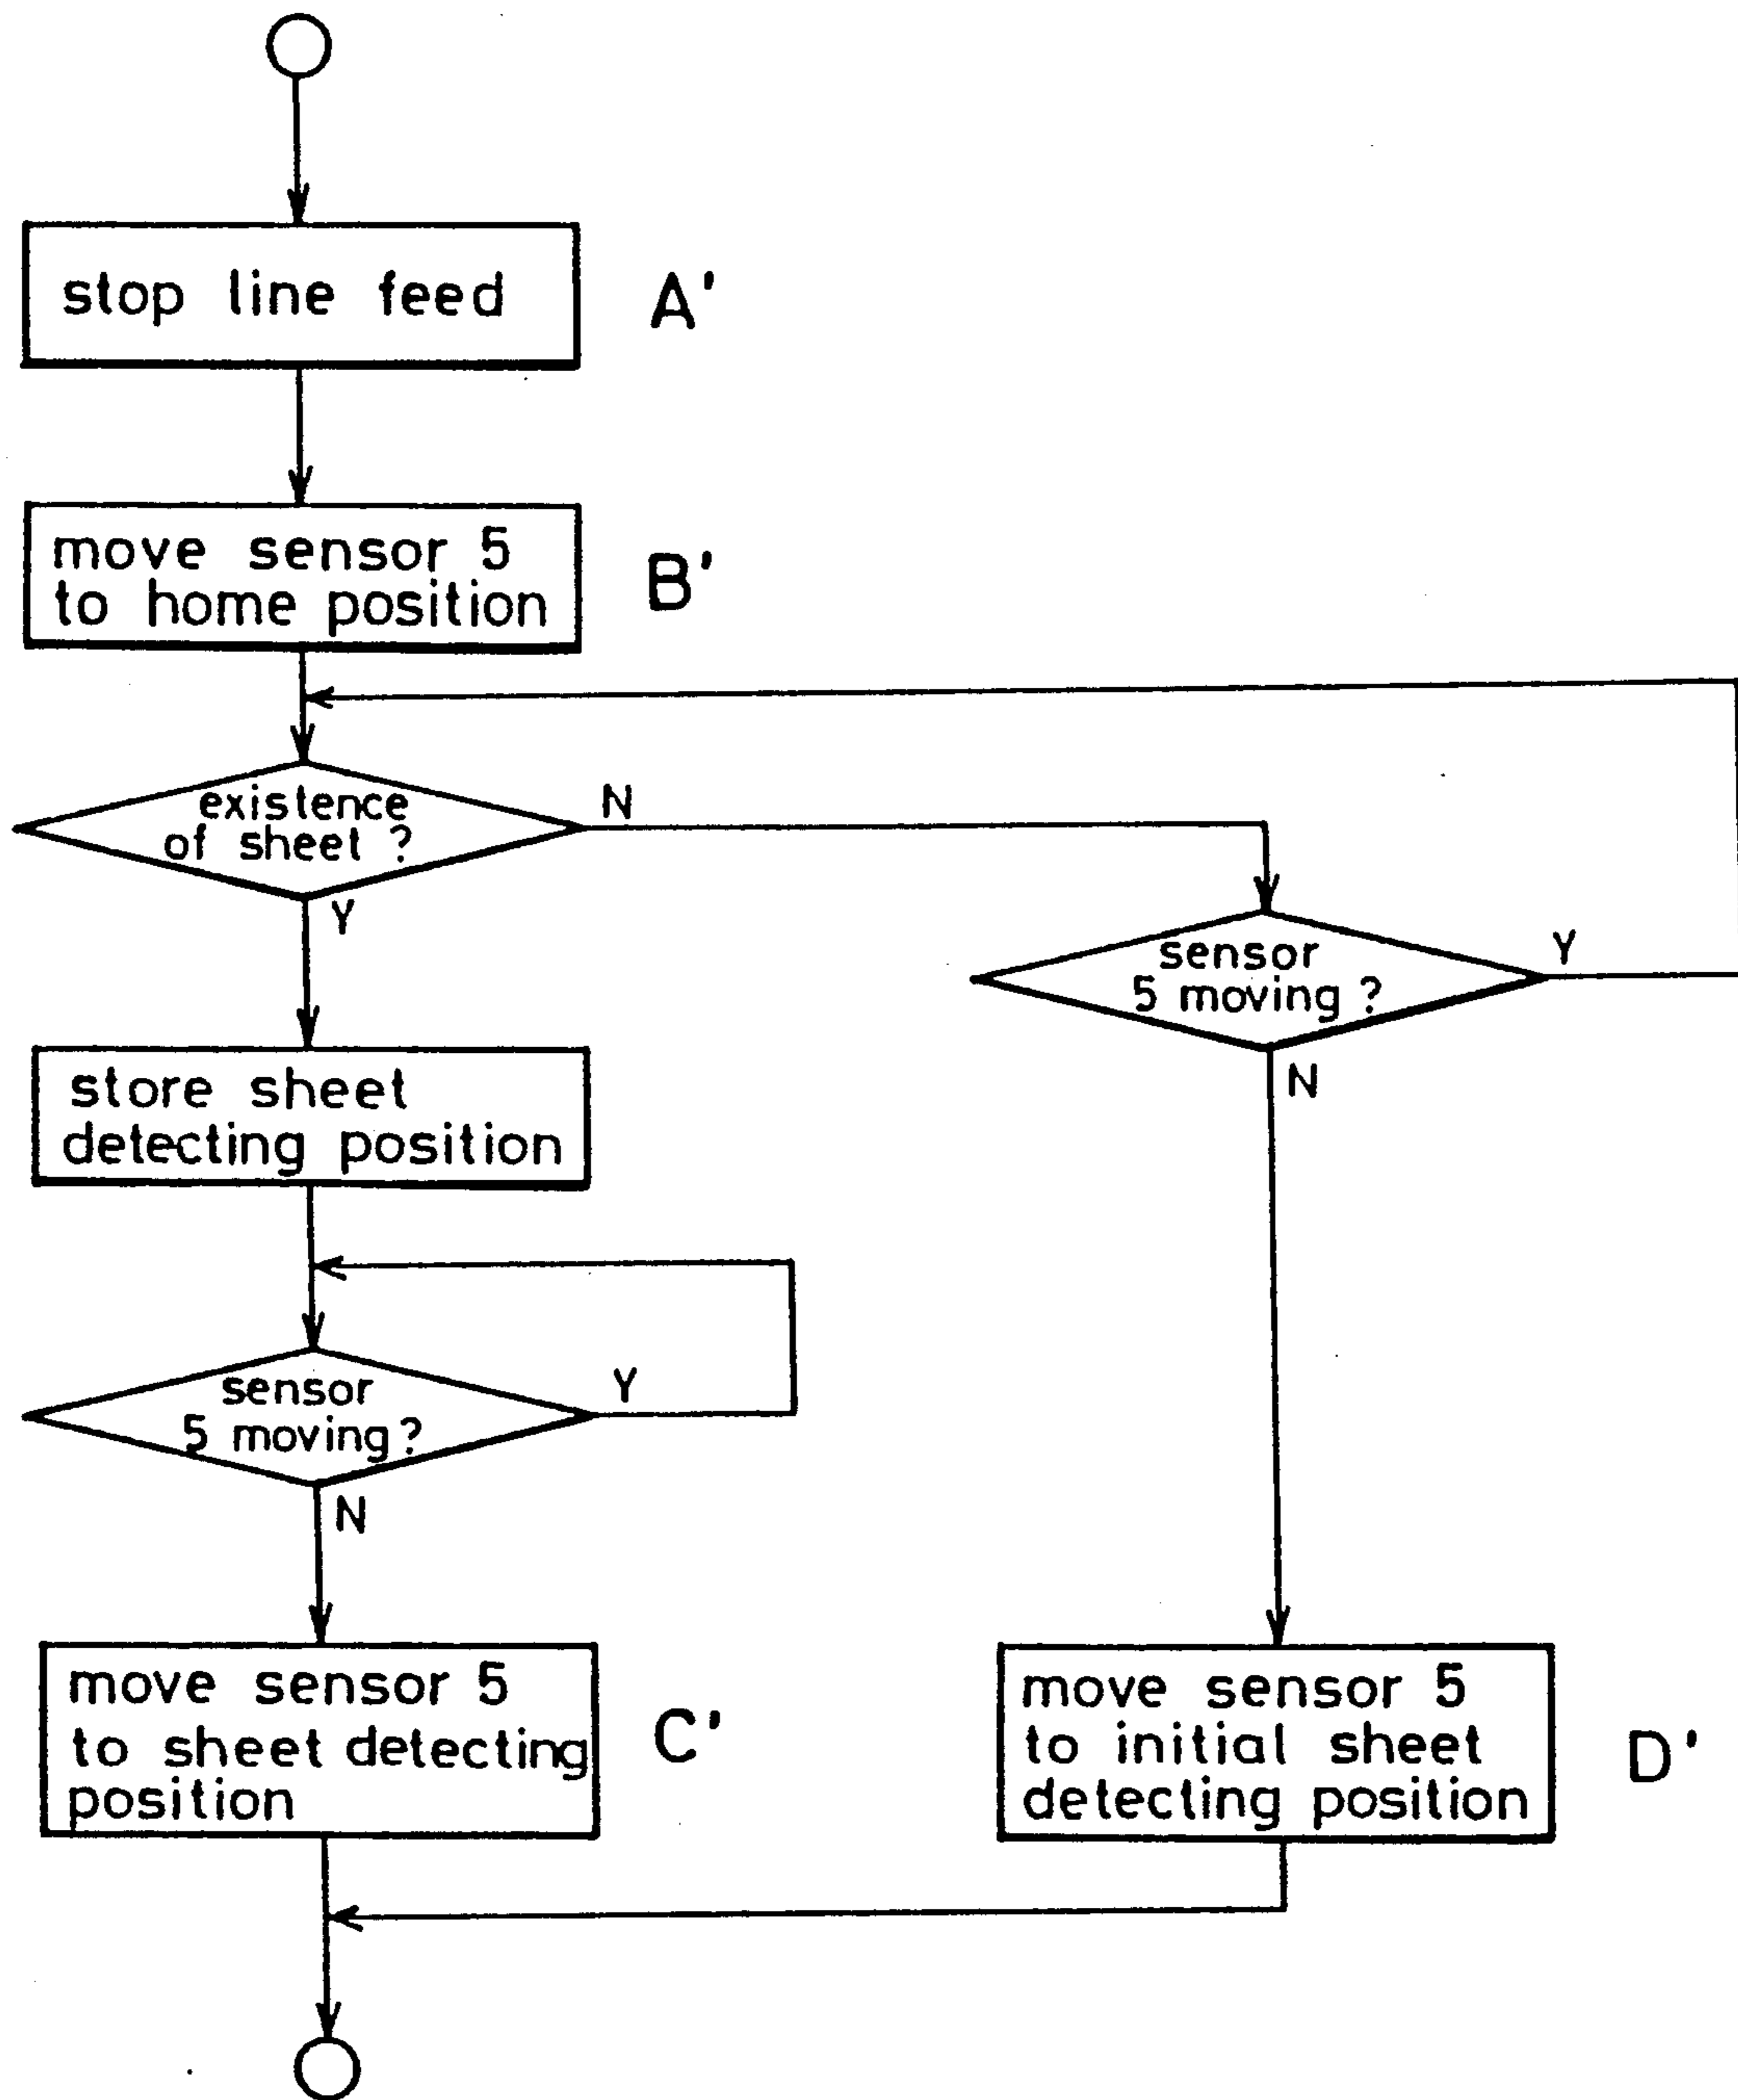 stop line feed
A'
move sensor 5
to home position
B'
existence
of sheet ?
N
Y
sensor
5 moving ?
Y
N
store sheet
detecting position
sensor
5 moving ?
Y
N
move sensor 5
to sheet detecting
position
C'
move sensor 5
to initial sheet
detecting position
D'